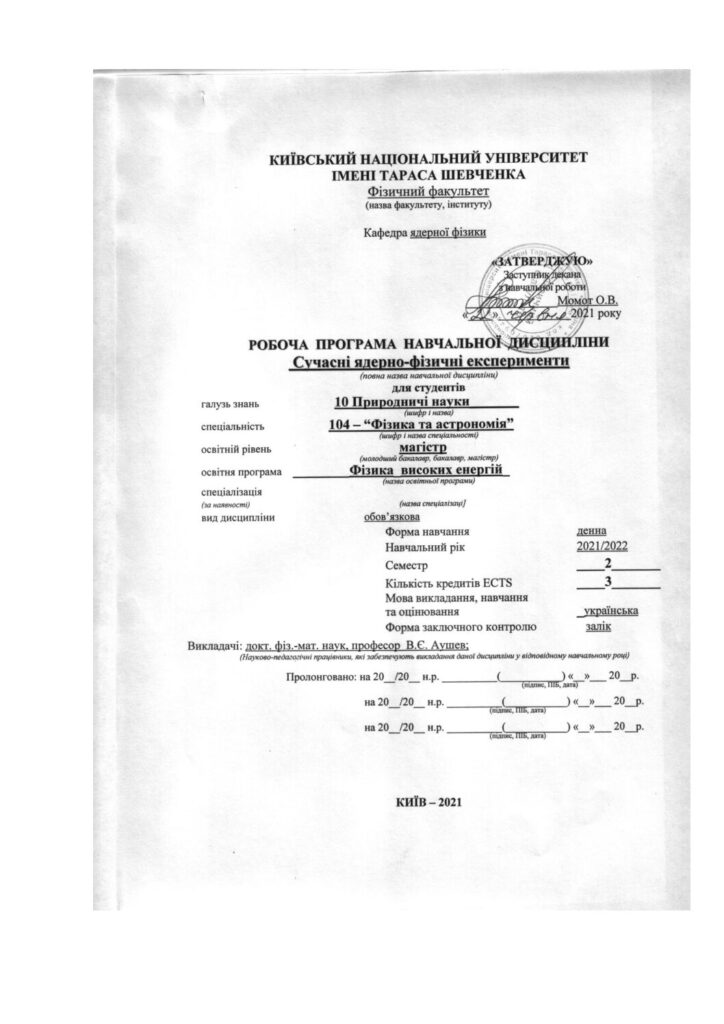 КИЇВСЬКИЙ НАЦІОНАЛЬНИЙ УНІВЕРСИТЕТ
ІМЕНІ ТАРАСА ШЕВЧЕНКА
Фізичний факультет
(назва факультету, інституту)
Кафедра ядерної фізики
«ЗАТВЕРДЖУЮ»
Заступник декана
з навчальної роботи
Момот О.В.
«22» червня 2021 року
РОБОЧА ПРОГРАМА НАВЧАЛЬНОЇ ДИСЦИПЛІНИ
Сучасні ядерно-фізичні експерименти
(повна назва навчальної дисципліни)
для студентів
галузь знань 10 Природничі науки
(шифр і назва)
спеціальність 104 – “Фізика та астрономія”
(шифр і назва спеціальності)
освітній рівень магістр
(молодший бакалавр, бакалавр, магістр)
освітня програма Фізика високих енергій
(назва освітньої програми)
спеціалізація
(за наявності) (назва спеціалізації]
вид дисципліни обов’язкова
Форма навчання денна
Навчальний рік 2021/2022
Семестр 2
Кількість кредитів ECTS 3
Мова викладання, навчання
та оцінювання українська
Форма заключного контролю залік
Викладачі: докт. фіз.-мат. наук, професор В.Є. Аушев;
(Науково-педагогічні працівники, які забезпечують викладання даної дисципліни у відповідному навчальному році)
Пролонговано: на 20__/20__ н.р. __________(__________) «__»___ 20__р.
(підпис, ПІБ, дата)
на 20__/20__ н.р. __________(__________) «__»___ 20__р.
(підпис, ПІБ, дата)
на 20__/20__ н.р. __________(__________) «__»___ 20__р.
(підпис, ПІБ, дата)
КИЇВ – 2021